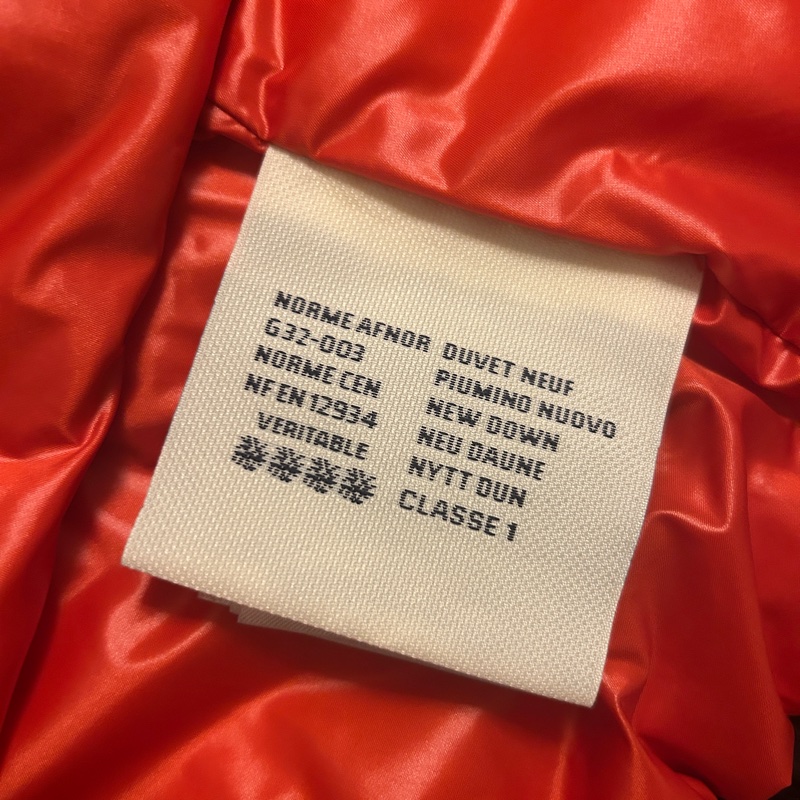 NORME AFNOR
G32-003
NORME CEN
NF EN 12934
VERITABLE
DUVET NEUF
PIUMINO NUOVO
NEW DOWN
NEU DAUNE
NYTT DUN
CLASSE 1